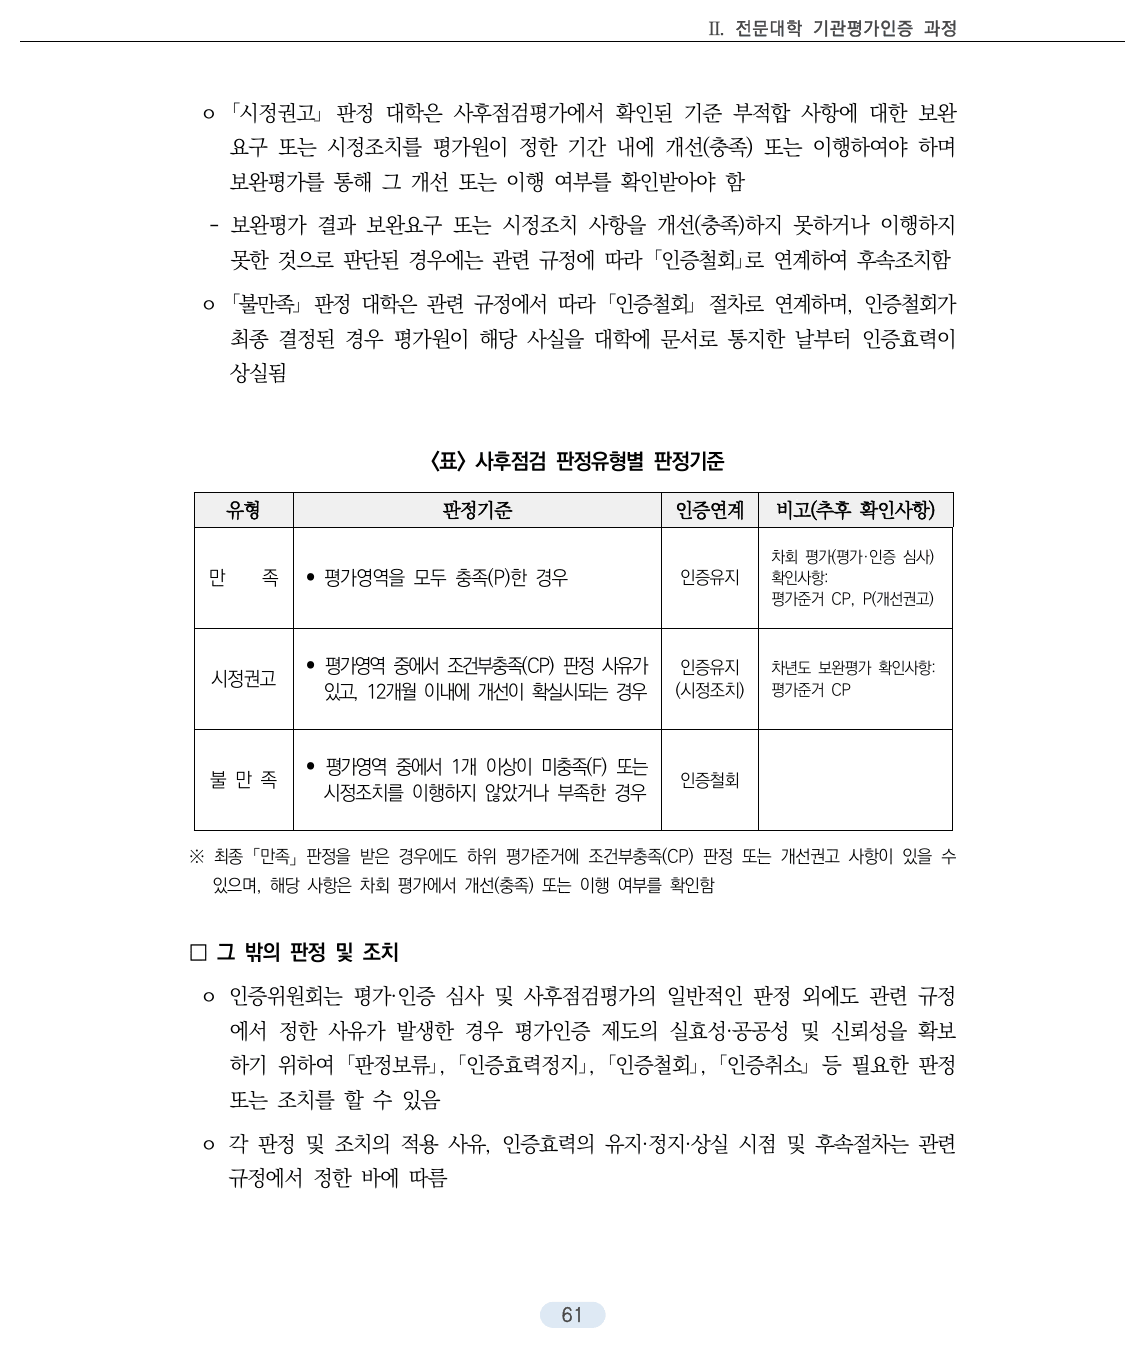 Ⅱ. 전문대학 기관평가인증 과정
ㅇ 「시정권고」 판정 대학은 사후점검평가에서 확인된 기준 부적합 사항에 대한 보완
요구 또는 시정조치를 평가원이 정한 기간 내에 개선(충족) 또는 이행하여야 하며
보완평가를 통해 그 개선 또는 이행 여부를 확인받아야 함
- 보완평가 결과 보완요구 또는 시정조치 사항을 개선(충족)하지 못하거나 이행하지
못한 것으로 판단된 경우에는 관련 규정에 따라 「인증철회」로 연계하여 후속조치함
ㅇ 「불만족」 판정 대학은 관련 규정에서 따라 「인증철회」 절차로 연계하며, 인증철회가
최종 결정된 경우 평가원이 해당 사실을 대학에 문서로 통지한 날부터 인증효력이
상실됨
〈표〉 사후점검 판정유형별 판정기준
유형 판정기준 인증연계 비고(추후 확인사항)
만 족 • 평가영역을 모두 충족(P)한 경우 인증유지
차회 평가(평가·인증 심사)
확인사항:
평가준거 CP, P(개선권고)
시정권고
• 평가영역 중에서 조건부충족(CP) 판정 사유가
있고, 12개월 이내에 개선이 확실시되는 경우
인증유지
(시정조치)
차년도 보완평가 확인사항:
평가준거 CP
불 만 족
• 평가영역 중에서 1개 이상이 미충족(F) 또는
시정조치를 이행하지 않았거나 부족한 경우
인증철회
※ 최종 「만족」 판정을 받은 경우에도 하위 평가준거에 조건부충족(CP) 판정 또는 개선권고 사항이 있을 수
있으며, 해당 사항은 차회 평가에서 개선(충족) 또는 이행 여부를 확인함
□ 그 밖의 판정 및 조치
ㅇ 인증위원회는 평가·인증 심사 및 사후점검평가의 일반적인 판정 외에도 관련 규정
에서 정한 사유가 발생한 경우 평가인증 제도의 실효성·공공성 및 신뢰성을 확보
하기 위하여 「판정보류」, 「인증효력정지」, 「인증철회」, 「인증취소」 등 필요한 판정
또는 조치를 할 수 있음
ㅇ 각 판정 및 조치의 적용 사유, 인증효력의 유지·정지·상실 시점 및 후속절차는 관련
규정에서 정한 바에 따름
61